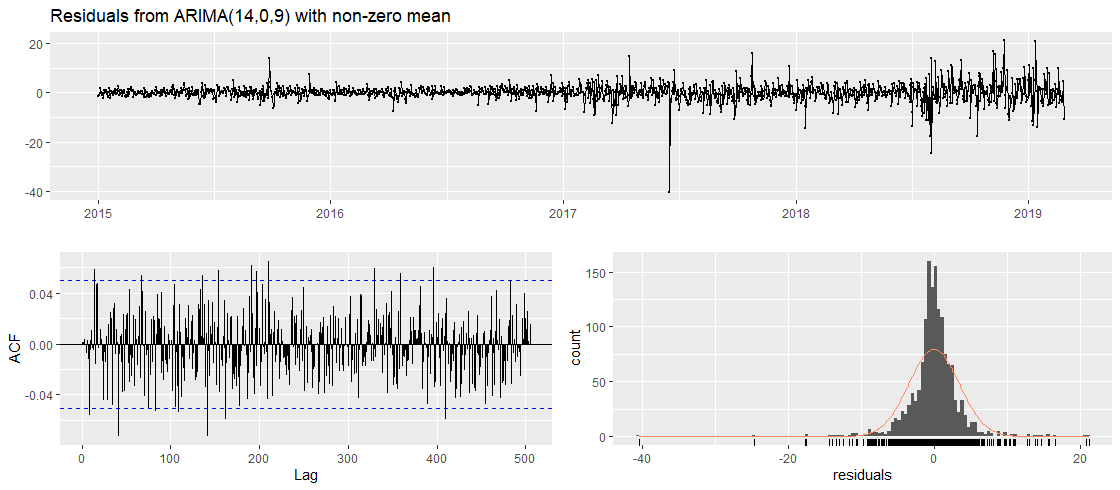 Residuals from ARIMA(14,0,9) with non-zero mean
20
0
-20
-40
2015 2016 2017 2018 2019
0.04
0.00
-0.04
ACF
0 100 200 300 400 500
Lag
150
100
50
0
count
-40 -20 0 20
residuals